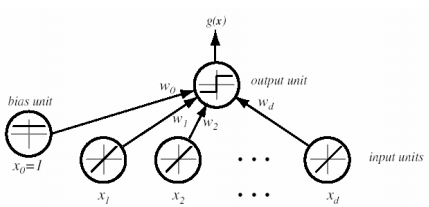 g(x)
output unit
w0
wd
bias unit
w1
w2
x0=1
. . .
input units
. . .
x1
x2
xd